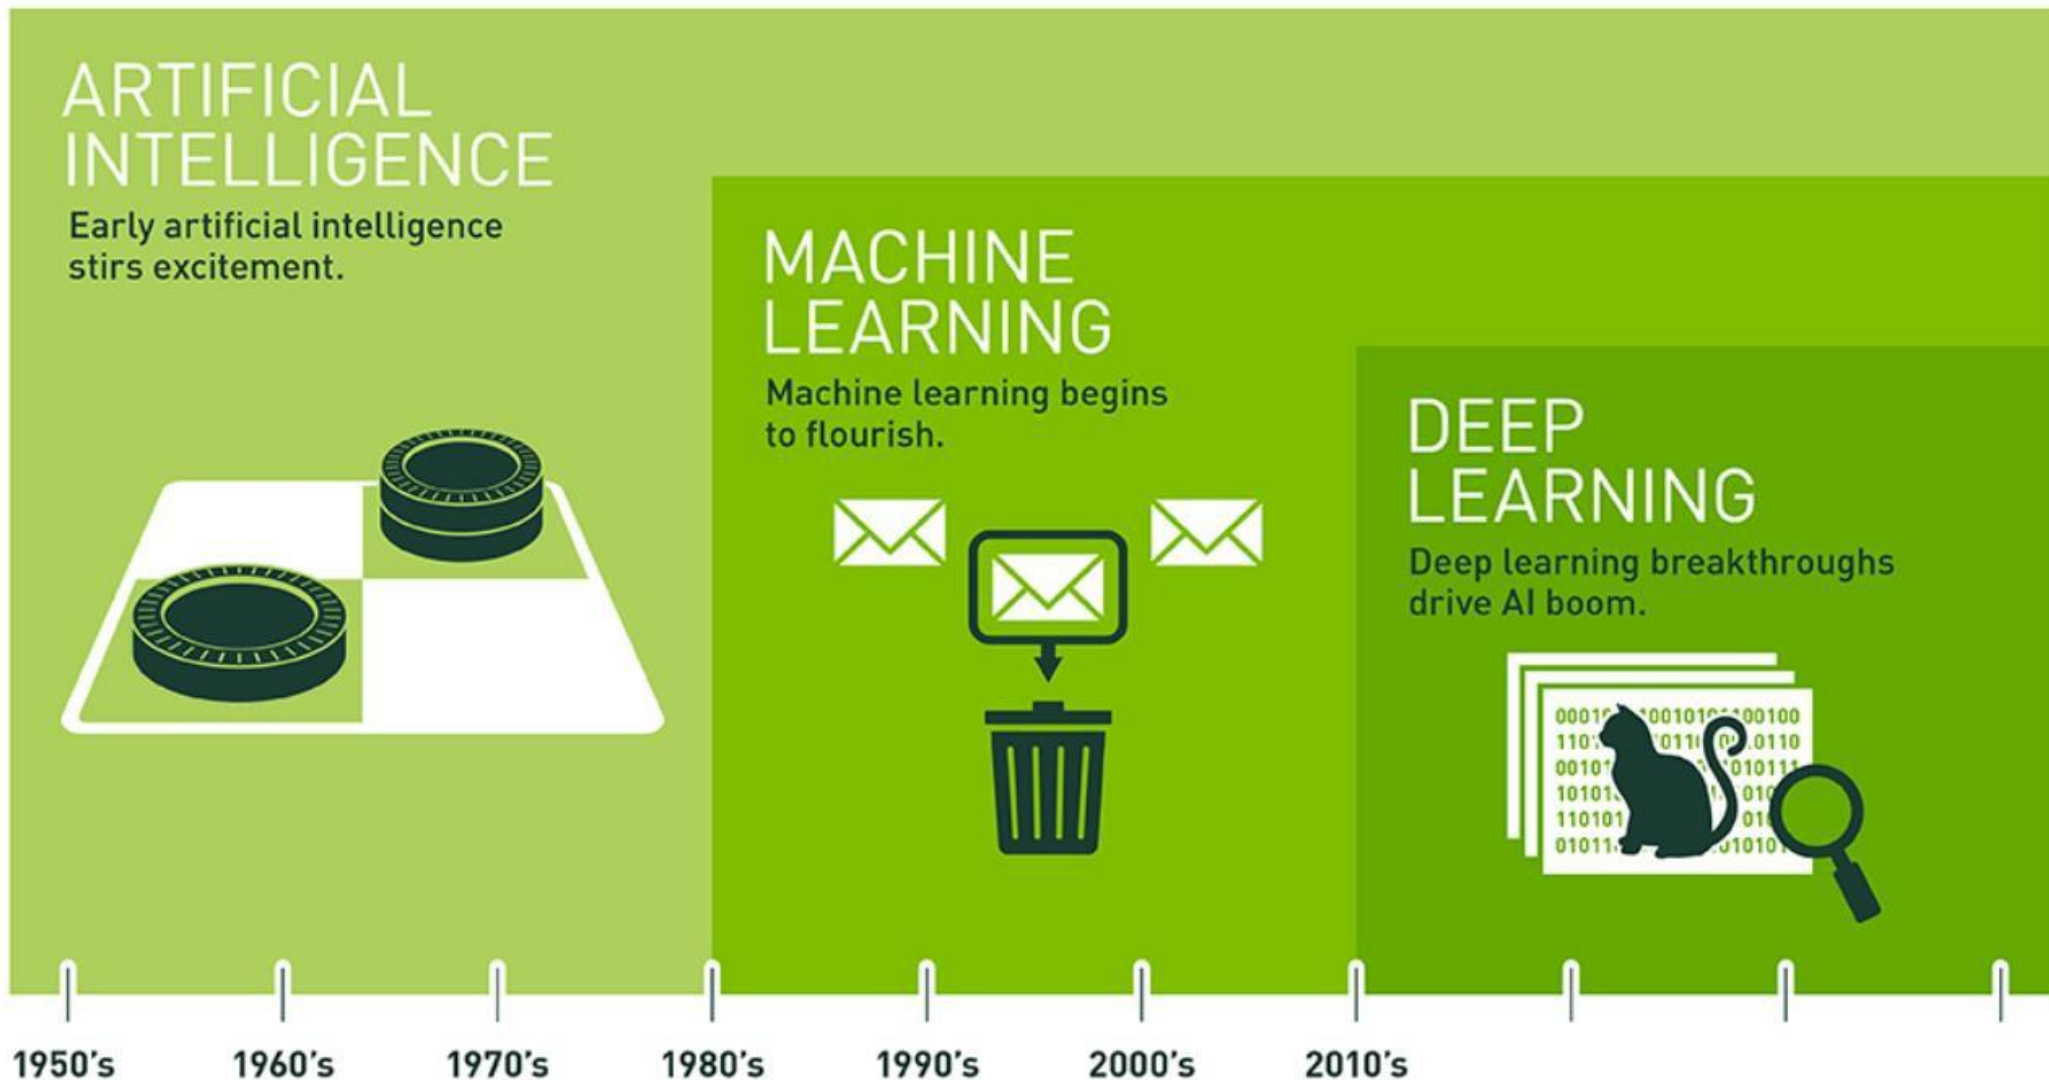 ARTIFICIAL
INTELLIGENCE
Early artificial intelligence
stirs excitement.
MACHINE
LEARNING
Machine learning begins
to flourish.
DEEP
LEARNING
Deep learning breakthroughs
drive AI boom.
1950's 1960's 1970's 1980's 1990's 2000's 2010's